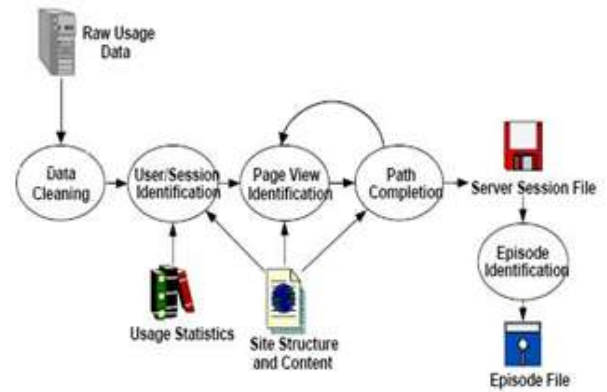 Raw Usage
Data
Data
Cleaning
User/Session
Identification
Page View
Identification
Path
Completion
Server Session File
Episode
Identification
Usage Statistics
Site Structure
and Content
Episode File